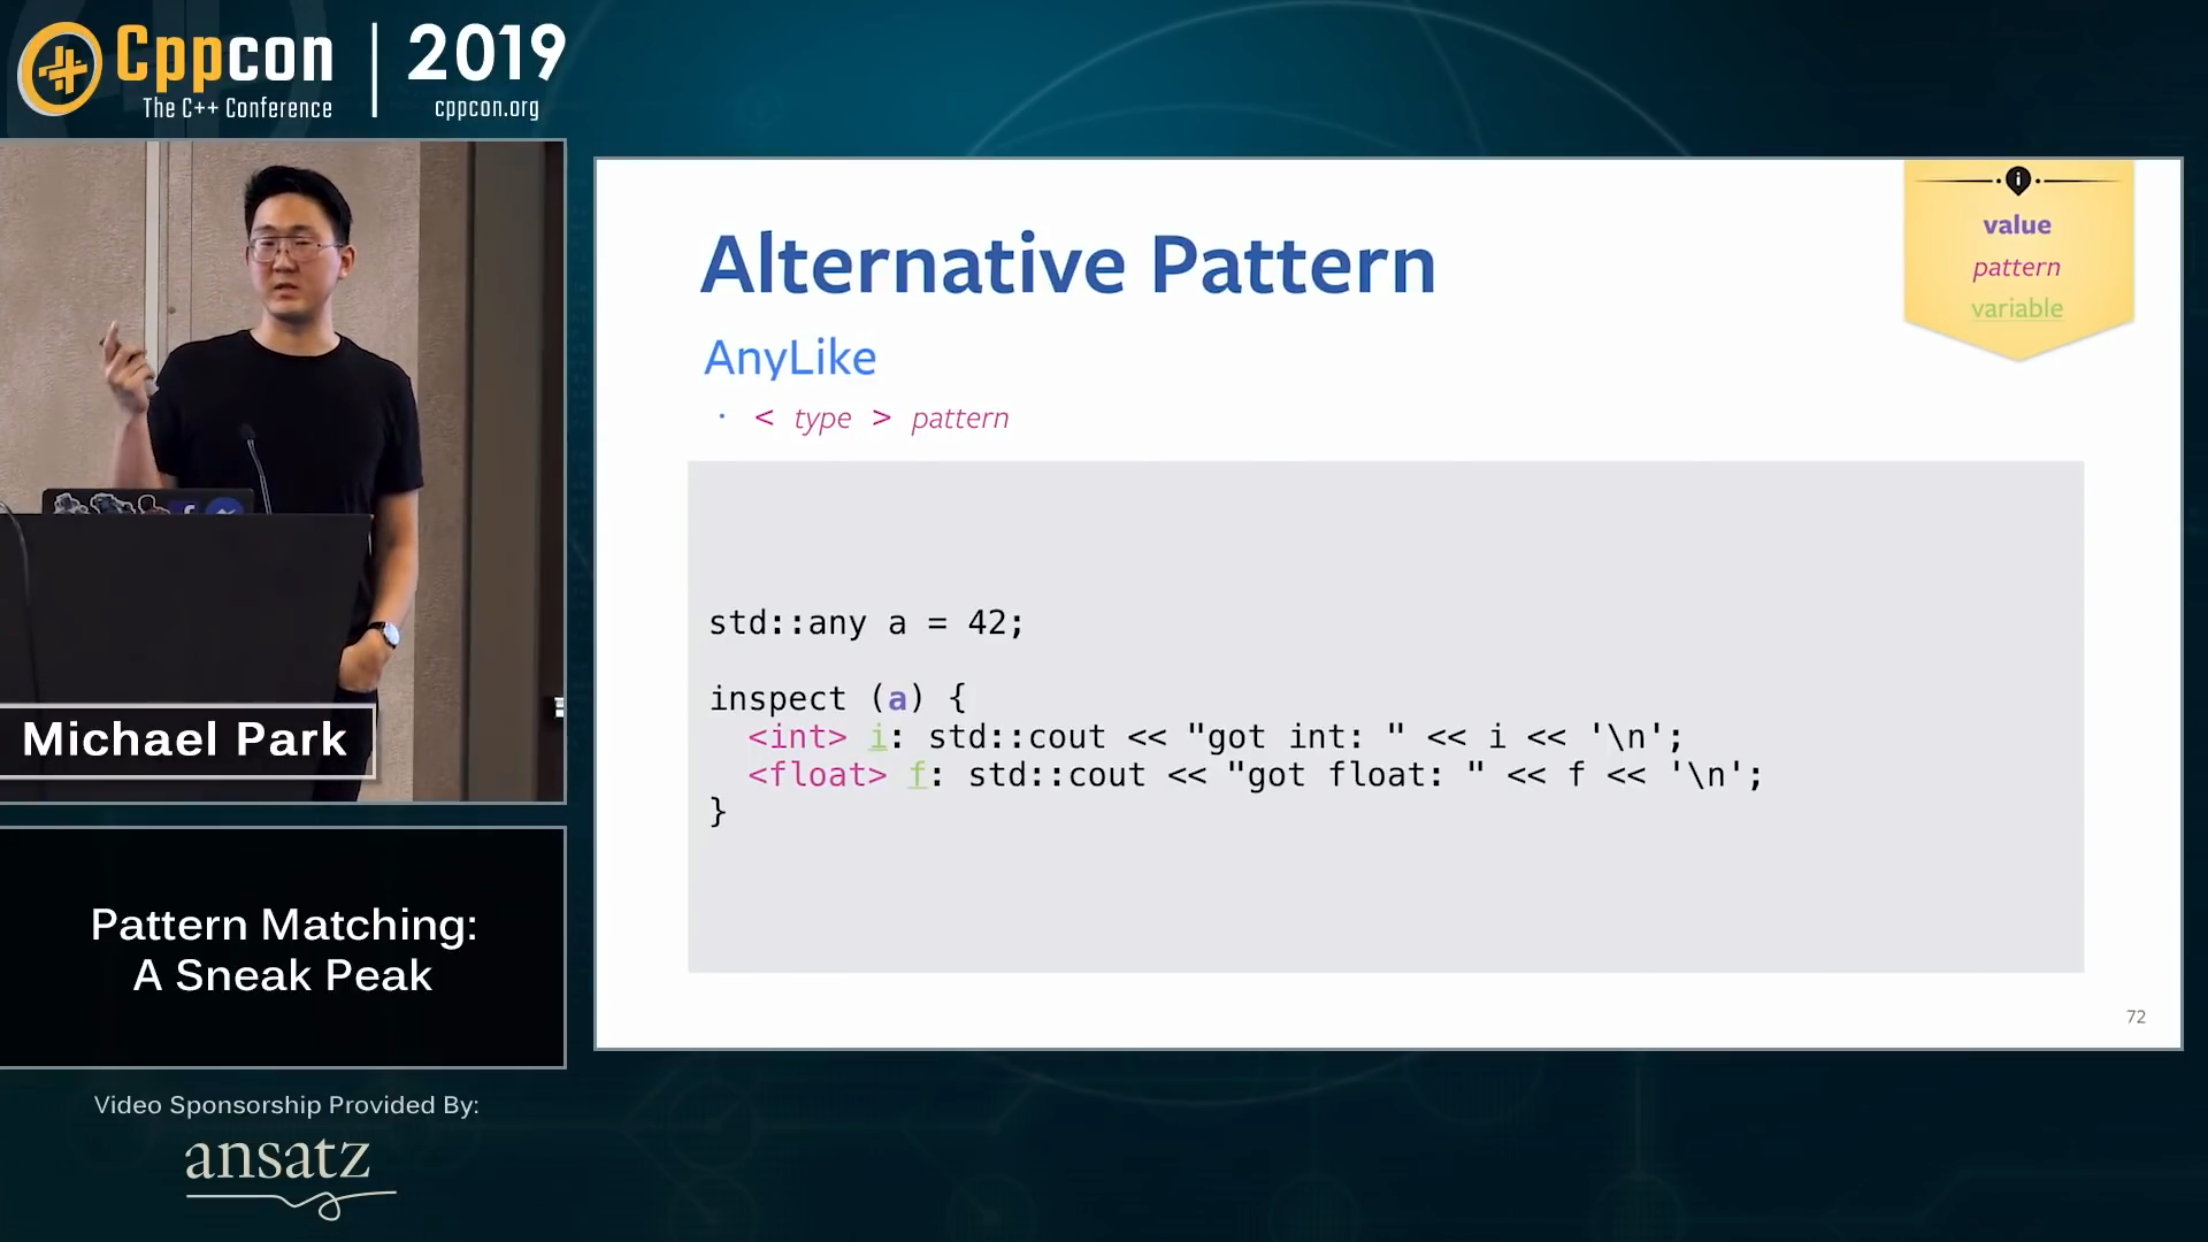 Cppcon
The C++ Conference
2019
cppcon.org
Michael Park
Pattern Matching:
A Sneak Peak
Video Sponsorship Provided By:
ansatz
Alternative Pattern
AnyLike
· < type > pattern
i
value
pattern
variable
std::any a = 42;
inspect (a) {
  <int> i: std::cout << "got int: " << i << '\n';
  <float> f: std::cout << "got float: " << f << '\n';
}
72